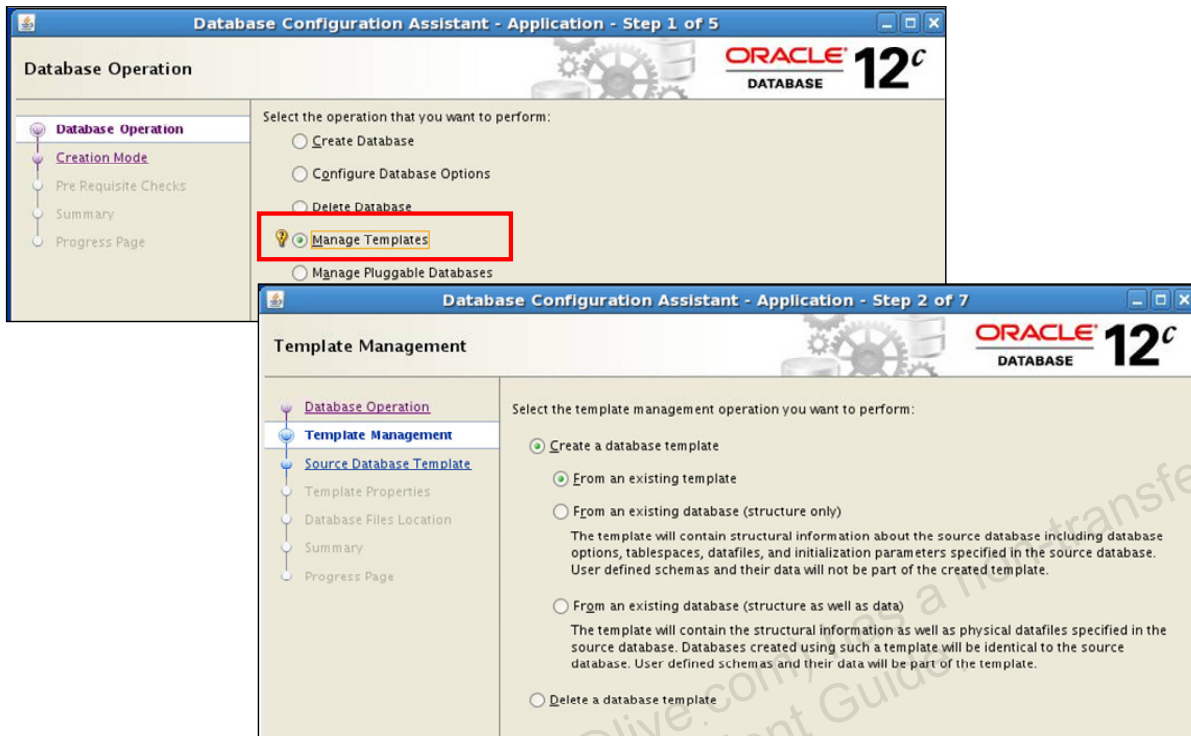 Database Configuration Assistant - Application - Step 1 of 5
Database Operation
ORACLE
DATABASE
12c
Database Operation
Creation Mode
Pre Requisite Checks
Summary
Progress Page
Select the operation that you want to perform:
Create Database
Configure Database Options
Delete Database
Manage Templates
Manage Pluggable Databases
Database Configuration Assistant - Application - Step 2 of 7
Template Management
ORACLE
DATABASE
12c
Database Operation
Template Management
Source Database Template
Template Properties
Database Files Location
Summary
Progress Page
Select the template management operation you want to perform:
Create a database template
From an existing template
From an existing database (structure only)
The template will contain structural information about the source database including database
options, tablespaces, datafiles, and initialization parameters specified in the source database.
User defined schemas and their data will not be part of the created template.
From an existing database (structure as well as data)
The template will contain the structural information as well as physical datafiles specified in the
source database. Databases created using such a template will be identical to the source
database. User defined schemas and their data will be part of the template.
Delete a database template
has a non-transfe
live.com)
ent Guide.